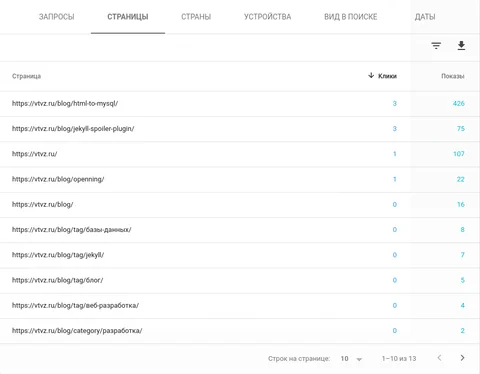 ЗАПРОСЫ СТРАНИЦЫ СТРАНЫ УСТРОЙСТВА ВИД В ПОИСКЕ ДАТЫ
Страница Клики Показы
https://vtvz.ru/blog/html-to-mysql/ 3 426
https://vtvz.ru/blog/jekyll-spoiler-plugin/ 3 75
https://vtvz.ru/ 1 107
https://vtvz.ru/blog/openning/ 1 22
https://vtvz.ru/blog/ 0 16
https://vtvz.ru/blog/tag/базы-данных/ 0 8
https://vtvz.ru/blog/tag/jekyll/ 0 7
https://vtvz.ru/blog/tag/блог/ 0 5
https://vtvz.ru/blog/tag/веб-разработка/ 0 4
https://vtvz.ru/blog/category/разработка/ 0 2
Строк на странице: 10 1–10 из 13